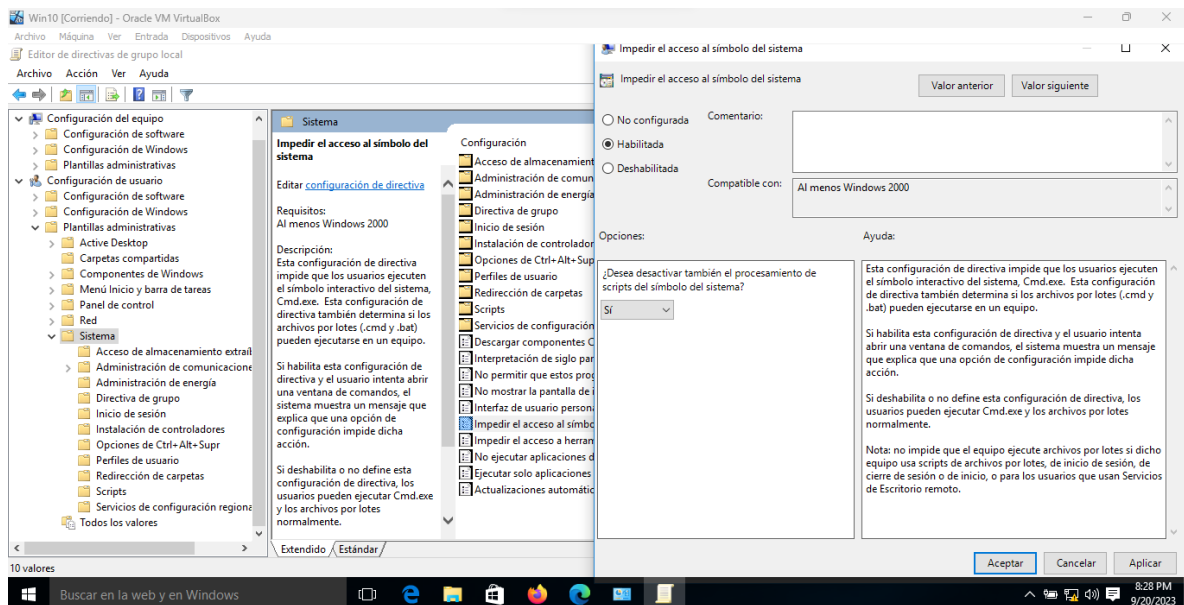 Win10 [Corriendo] - Oracle VM VirtualBox
Archivo Máquina Ver Entrada Dispositivos Ayuda
Editor de directivas de grupo local
Archivo Acción Ver Ayuda
Configuración del equipo
Configuración de software
Configuración de Windows
Plantillas administrativas
Configuración de usuario
Configuración de software
Configuración de Windows
Plantillas administrativas
Active Desktop
Carpetas compartidas
Componentes de Windows
Menú Inicio y barra de tareas
Panel de control
Red
Sistema
Acceso de almacenamiento extraíb
Administración de comunicacione
Administración de energía
Directiva de grupo
Inicio de sesión
Instalación de controladores
Opciones de Ctrl+Alt+Supr
Perfiles de usuario
Redirección de carpetas
Scripts
Servicios de configuración regiona
Todos los valores
10 valores
Sistema
Impedir el acceso al símbolo del
sistema
Editar configuración de directiva
Requisitos:
Al menos Windows 2000
Descripción:
Esta configuración de directiva
impide que los usuarios ejecuten
el símbolo interactivo del sistema,
Cmd.exe. Esta configuración de
directiva también determina si los
archivos por lotes (.cmd y .bat)
pueden ejecutarse en un equipo.
Si habilita esta configuración de
directiva y el usuario intenta abrir
una ventana de comandos, el
sistema muestra un mensaje que
explica que una opción de
configuración impide dicha
acción.
Si deshabilita o no define esta
configuración de directiva, los
usuarios pueden ejecutar Cmd.exe
y los archivos por lotes
normalmente.
Configuración
Acceso de almacenamient
Administración de comun
Administración de energía
Directiva de grupo
Inicio de sesión
Instalación de controlador
Opciones de Ctrl+Alt+Sup
Perfiles de usuario
Redirección de carpetas
Scripts
Servicios de configuración
Descargar componentes C
Interpretación de siglo par
No permitir que estos prog
No mostrar la pantalla de i
Interfaz de usuario persona
Impedir el acceso al símbo
Impedir el acceso a herran
No ejecutar aplicaciones d
Ejecutar solo aplicaciones
Actualizaciones automátic
Extendido Estándar
Impedir el acceso al símbolo del sistema
Impedir el acceso al símbolo del sistema
Valor anterior Valor siguiente
No configurada
Habilitada
Deshabilitada
Comentario:
Compatible con:
Al menos Windows 2000
Opciones:
Ayuda:
¿Desea desactivar también el procesamiento de
scripts del símbolo del sistema?
Sí
Esta configuración de directiva impide que los usuarios ejecuten
el símbolo interactivo del sistema, Cmd.exe. Esta configuración
de directiva también determina si los archivos por lotes (.cmd y
.bat) pueden ejecutarse en un equipo.
Si habilita esta configuración de directiva y el usuario intenta
abrir una ventana de comandos, el sistema muestra un mensaje
que explica que una opción de configuración impide dicha
acción.
Si deshabilita o no define esta configuración de directiva, los
usuarios pueden ejecutar Cmd.exe y los archivos por lotes
normalmente.
Nota: no impide que el equipo ejecute archivos por lotes si dicho
equipo usa scripts de archivos por lotes, de inicio de sesión, de
cierre de sesión o de inicio, o para los usuarios que usan Servicios
de Escritorio remoto.
Aceptar Cancelar Aplicar
Buscar en la web y en Windows
8:28 PM
9/20/2023